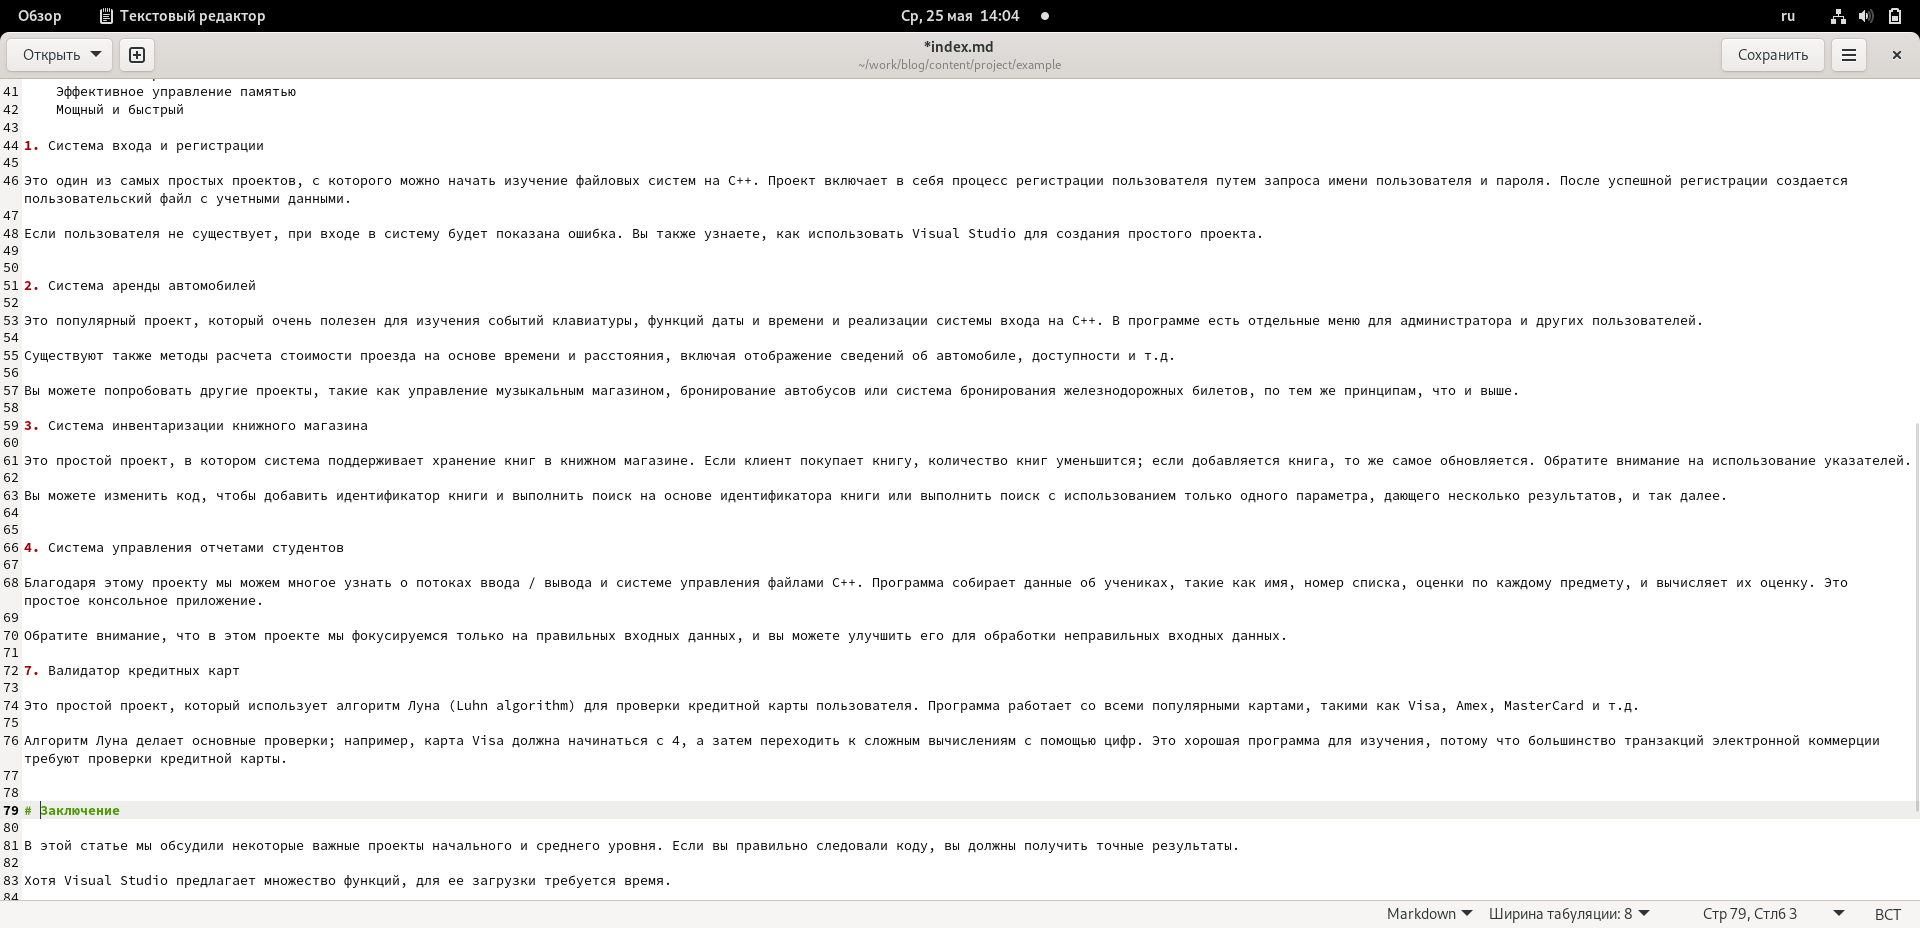 Обзор Текстовый редактор Ср, 25 мая 14:04 ru
Открыть *index.md Сохранить
~/work/blog/content/project/example
41 Эффективное управление памятью
42 Мощный и быстрый
43
44 1. Система входа и регистрации
45
46 Это один из самых простых проектов, с которого можно начать изучение файловых систем на C++. Проект включает в себя процесс регистрации пользователя путем запроса имени пользователя и пароля. После успешной регистрации создается
пользовательский файл с учетными данными.
47
48 Если пользователя не существует, при входе в систему будет показана ошибка. Вы также узнаете, как использовать Visual Studio для создания простого проекта.
49
50
51 2. Система аренды автомобилей
52
53 Это популярный проект, который очень полезен для изучения событий клавиатуры, функций даты и времени и реализации системы входа на C++. В программе есть отдельные меню для администратора и других пользователей.
54
55 Существуют также методы расчета стоимости проезда на основе времени и расстояния, включая отображение сведений об автомобиле, доступности и т.д.
56
57 Вы можете попробовать другие проекты, такие как управление музыкальным магазином, бронирование автобусов или система бронирования железнодорожных билетов, по тем же принципам, что и выше.
58
59 3. Система инвентаризации книжного магазина
60
61 Это простой проект, в котором система поддерживает хранение книг в книжном магазине. Если клиент покупает книгу, количество книг уменьшится; если добавляется книга, то же самое обновляется. Обратите внимание на использование указателей.
62
63 Вы можете изменить код, чтобы добавить идентификатор книги и выполнить поиск на основе идентификатора книги или выполнить поиск с использованием только одного параметра, дающего несколько результатов, и так далее.
64
65
66 4. Система управления отчетами студентов
67
68 Благодаря этому проекту мы можем многое узнать о потоках ввода / вывода и системе управления файлами C++. Программа собирает данные об учениках, такие как имя, номер списка, оценки по каждому предмету, и вычисляет их оценку. Это
простое консольное приложение.
69
70 Обратите внимание, что в этом проекте мы фокусируемся только на правильных входных данных, и вы можете улучшить его для обработки неправильных входных данных.
71
72 7. Валидатор кредитных карт
73
74 Это простой проект, который использует алгоритм Луна (Luhn algorithm) для проверки кредитной карты пользователя. Программа работает со всеми популярными картами, такими как Visa, Amex, MasterCard и т.д.
75
76 Алгоритм Луна делает основные проверки; например, карта Visa должна начинаться с 4, а затем переходить к сложным вычислениям с помощью цифр. Это хорошая программа для изучения, потому что большинство транзакций электронной коммерции
требуют проверки кредитной карты.
77
78
79 # Заключение
80
81 В этой статье мы обсудили некоторые важные проекты начального и среднего уровня. Если вы правильно следовали коду, вы должны получить точные результаты.
82
83 Хотя Visual Studio предлагает множество функций, для ее загрузки требуется время.
84
Markdown Ширина табуляции: 8 Стр 79, Стлб 3 ВСТ